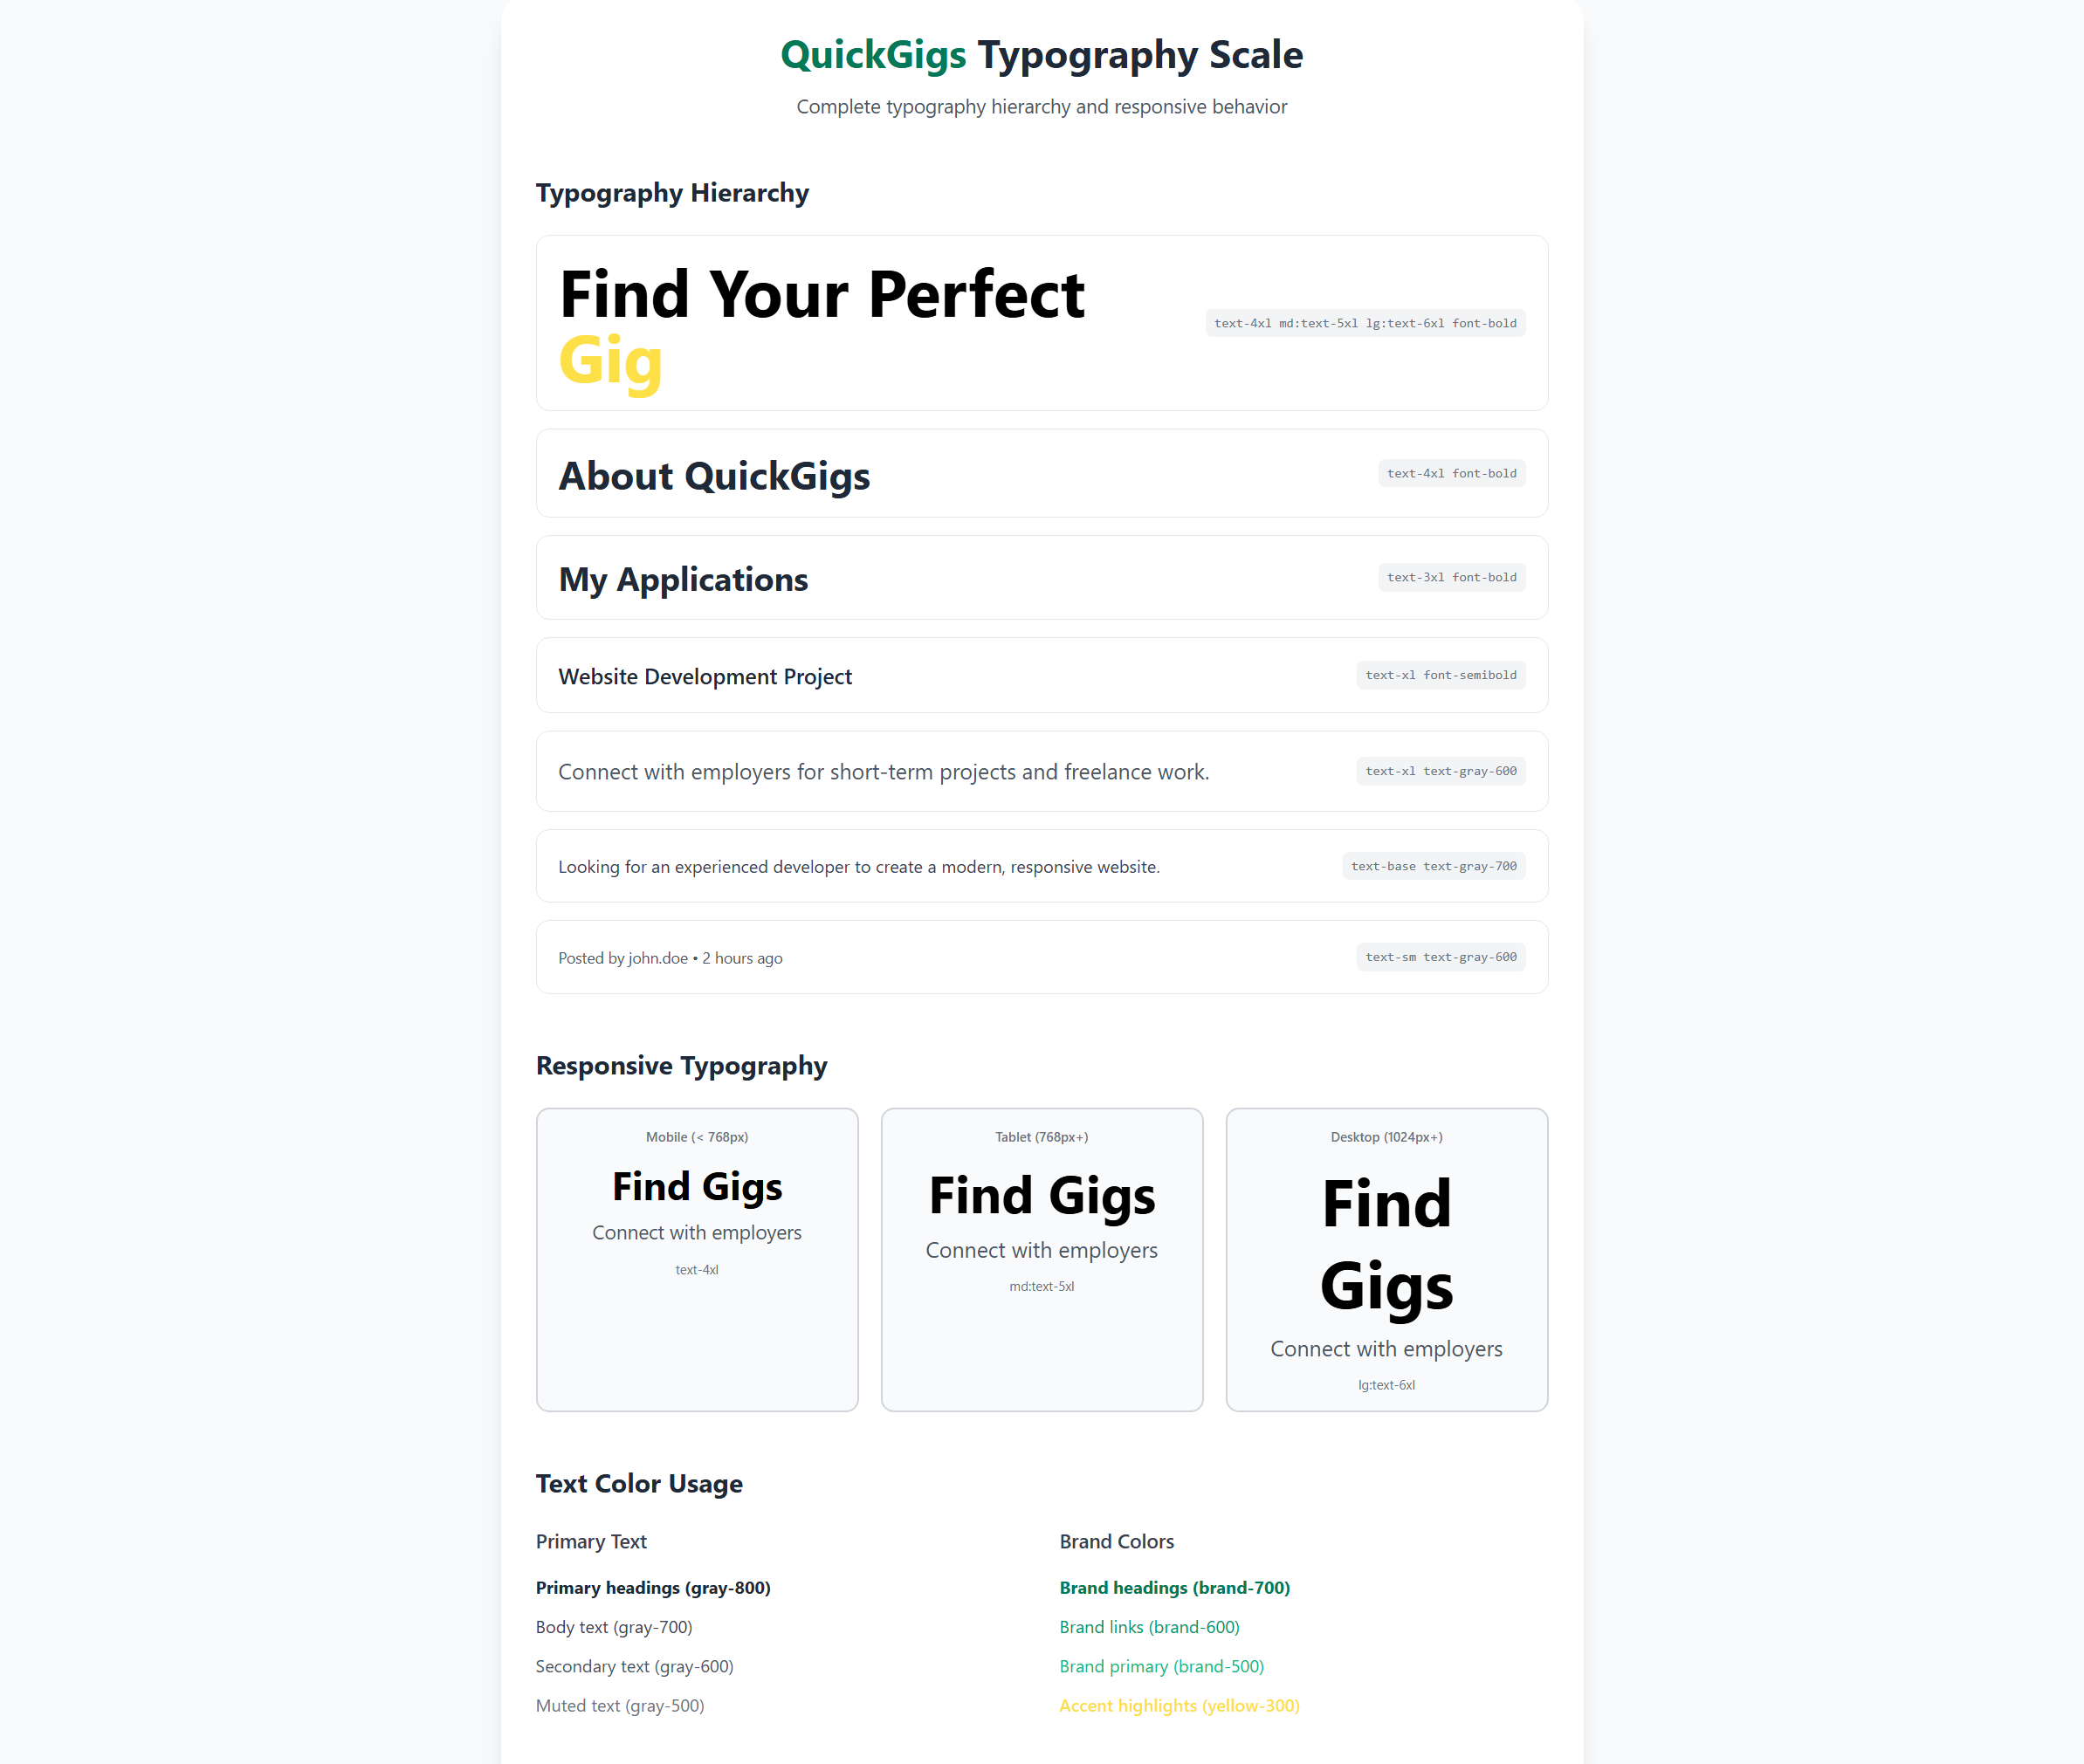 QuickGigs Typography Scale
Complete typography hierarchy and responsive behavior
Typography Hierarchy
Find Your Perfect
Gig
text-4xl md:text-5xl lg:text-6xl font-bold
About QuickGigs
text-4xl font-bold
My Applications
text-3xl font-bold
Website Development Project
text-xl font-semibold
Connect with employers for short-term projects and freelance work.
text-xl text-gray-600
Looking for an experienced developer to create a modern, responsive website.
text-base text-gray-700
Posted by john.doe • 2 hours ago
text-sm text-gray-600
Responsive Typography
Mobile (< 768px)
Find Gigs
Connect with employers
text-4xl
Tablet (768px+)
Find Gigs
Connect with employers
md:text-5xl
Desktop (1024px+)
Find
Gigs
Connect with employers
lg:text-6xl
Text Color Usage
Primary Text
Primary headings (gray-800)
Body text (gray-700)
Secondary text (gray-600)
Muted text (gray-500)
Brand Colors
Brand headings (brand-700)
Brand links (brand-600)
Brand primary (brand-500)
Accent highlights (yellow-300)